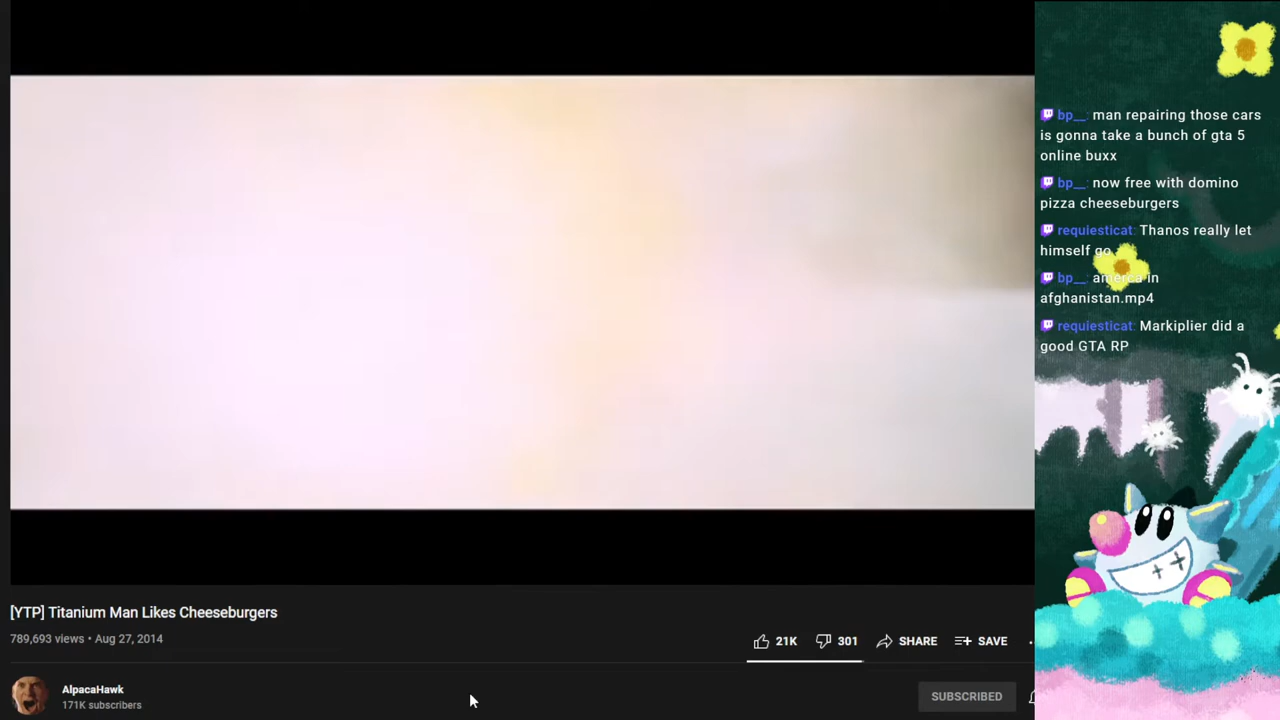 bp__: man repairing those cars
is gonna take a bunch of gta 5
online buxx
bp__: now free with domino
pizza cheeseburgers
requiesticat: Thanos really let
himself go
bp__: amerca in
afghanistan.mp4
requiesticat: Markiplier did a
good GTA RP
[YTP] Titanium Man Likes Cheeseburgers
789,693 views • Aug 27, 2014
21K 301 SHARE SAVE
AlpacaHawk
171K subscribers
SUBSCRIBED